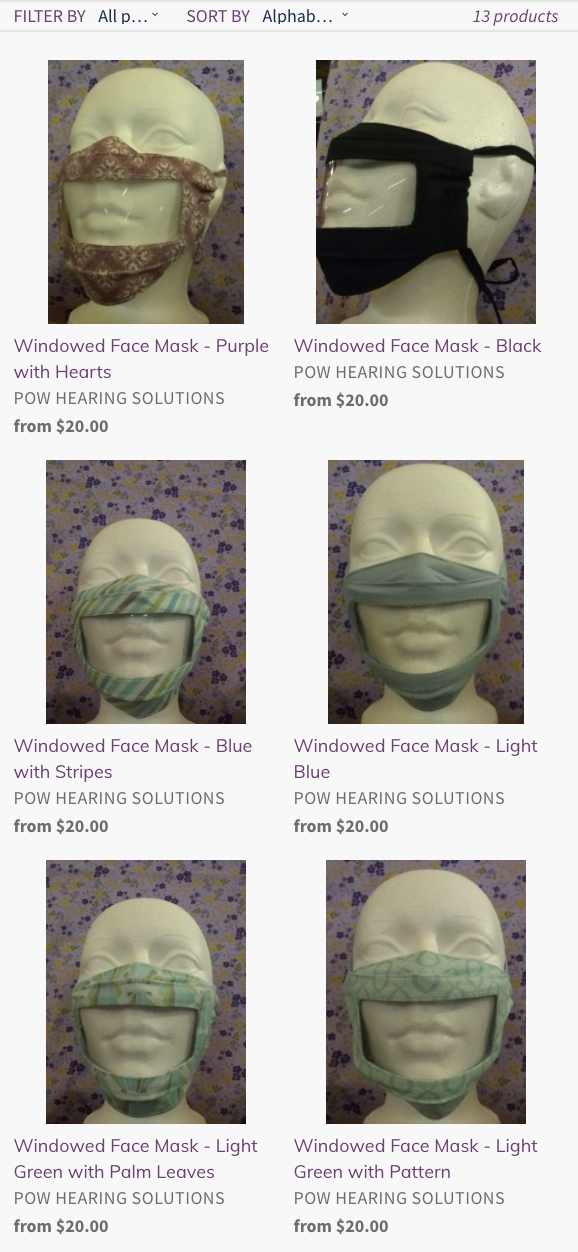 FILTER BY All p... SORT BY Alphab... 13 products
Windowed Face Mask - Purple
with Hearts
POW HEARING SOLUTIONS
from $20.00
Windowed Face Mask - Black
POW HEARING SOLUTIONS
from $20.00
Windowed Face Mask - Blue
with Stripes
POW HEARING SOLUTIONS
from $20.00
Windowed Face Mask - Light
Blue
POW HEARING SOLUTIONS
from $20.00
Windowed Face Mask - Light
Green with Palm Leaves
POW HEARING SOLUTIONS
from $20.00
Windowed Face Mask - Light
Green with Pattern
POW HEARING SOLUTIONS
from $20.00